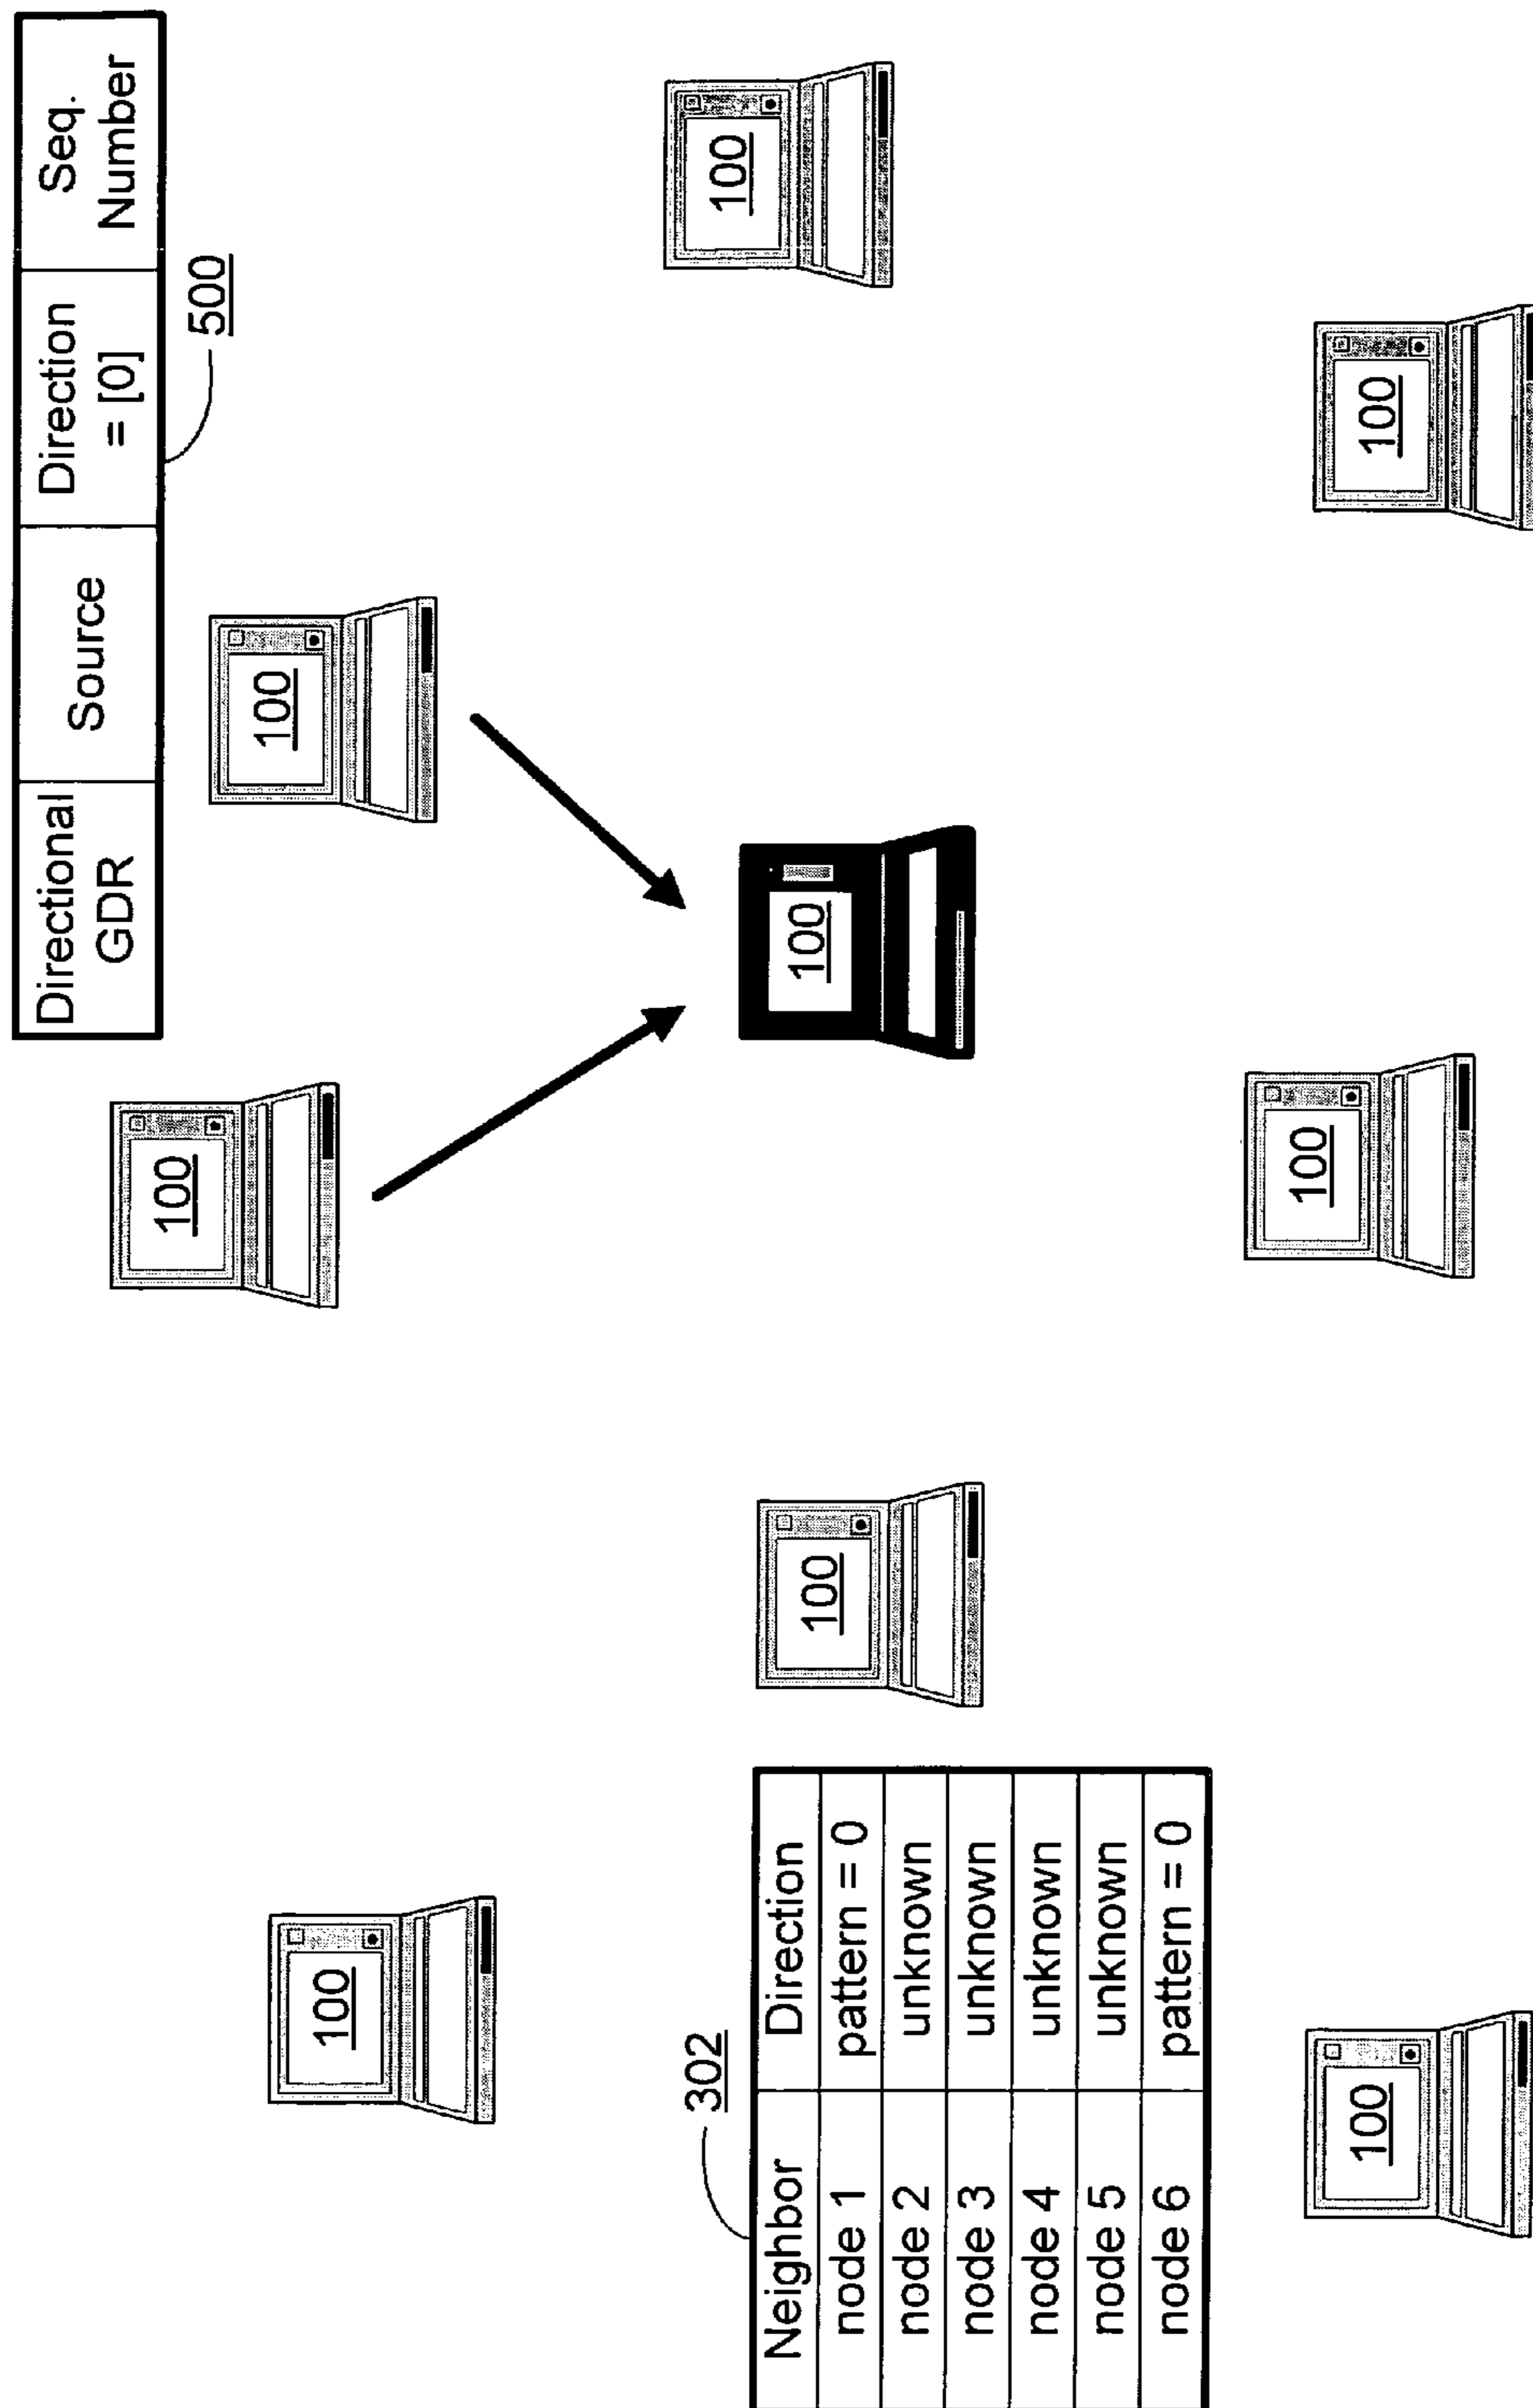 Directional
GDR
Source
Direction
= [0]
Seq.
Number
500
100
100
100
100
100
100
302
Neighbor Direction
node 1 pattern = 0
node 2 unknown
node 3 unknown
node 4 unknown
node 5 unknown
node 6 pattern = 0
100
100
100